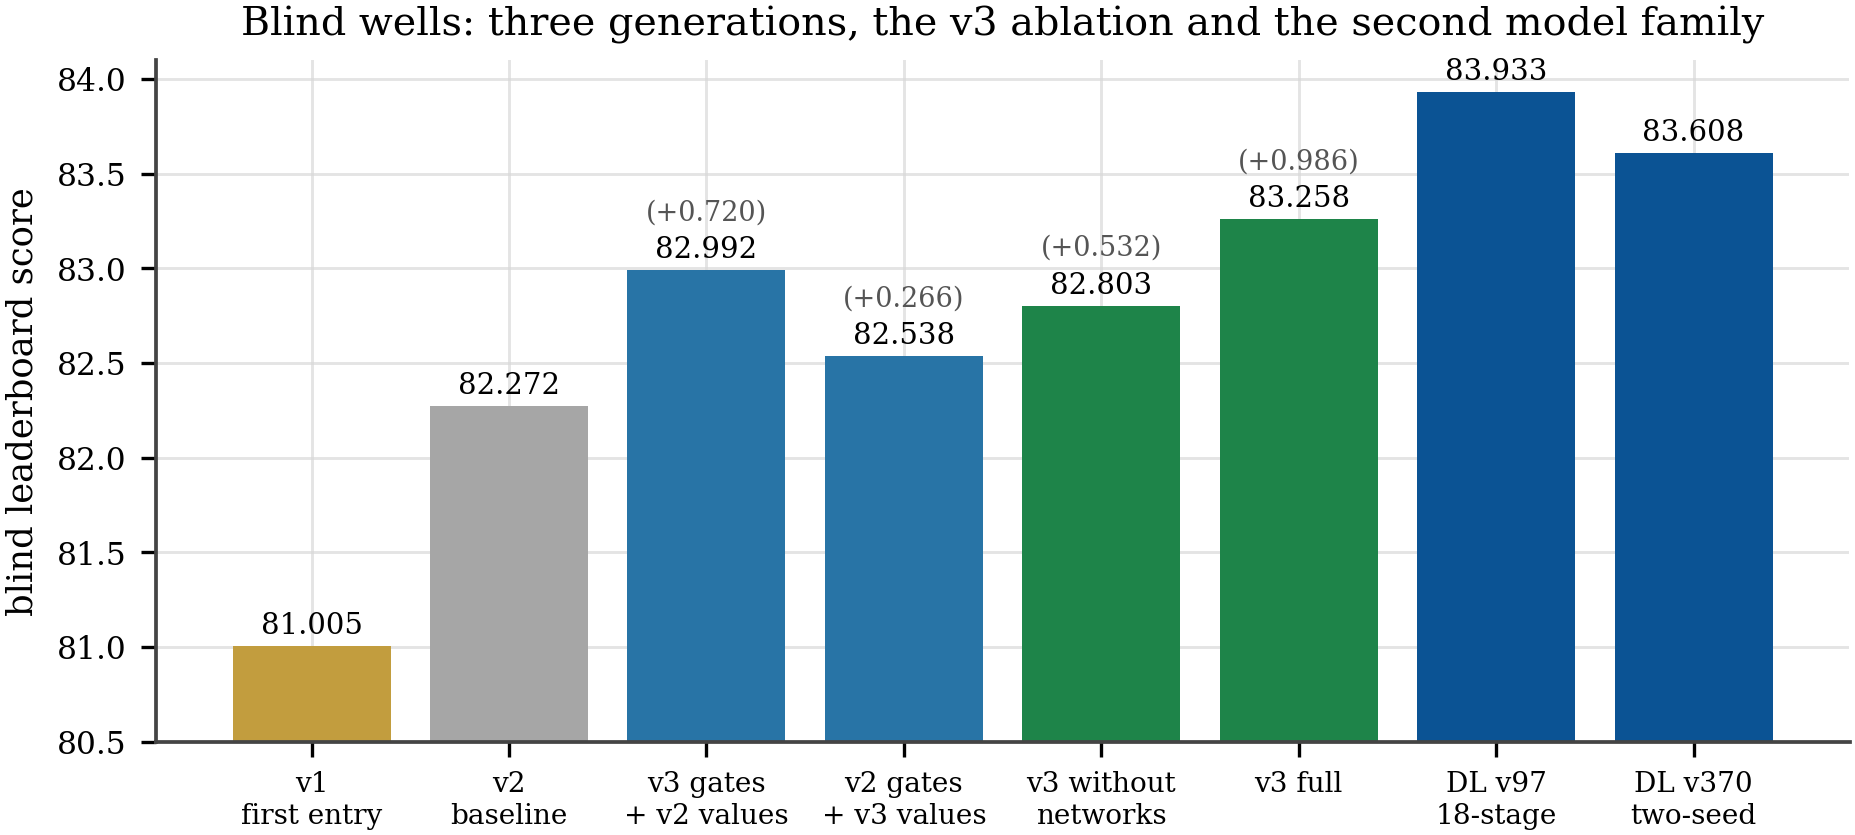 Blind wells: three generations, the v3 ablation and the second model family
blind leaderboard score
84.0
83.5
83.0
82.5
82.0
81.5
81.0
80.5
81.005
82.272
(+0.720)
82.992
(+0.266)
82.538
(+0.532)
82.803
(+0.986)
83.258
83.933
83.608
v1
first entry
v2
baseline
v3 gates
+ v2 values
v2 gates
+ v3 values
v3 without
networks
v3 full
DL v97
18-stage
DL v370
two-seed